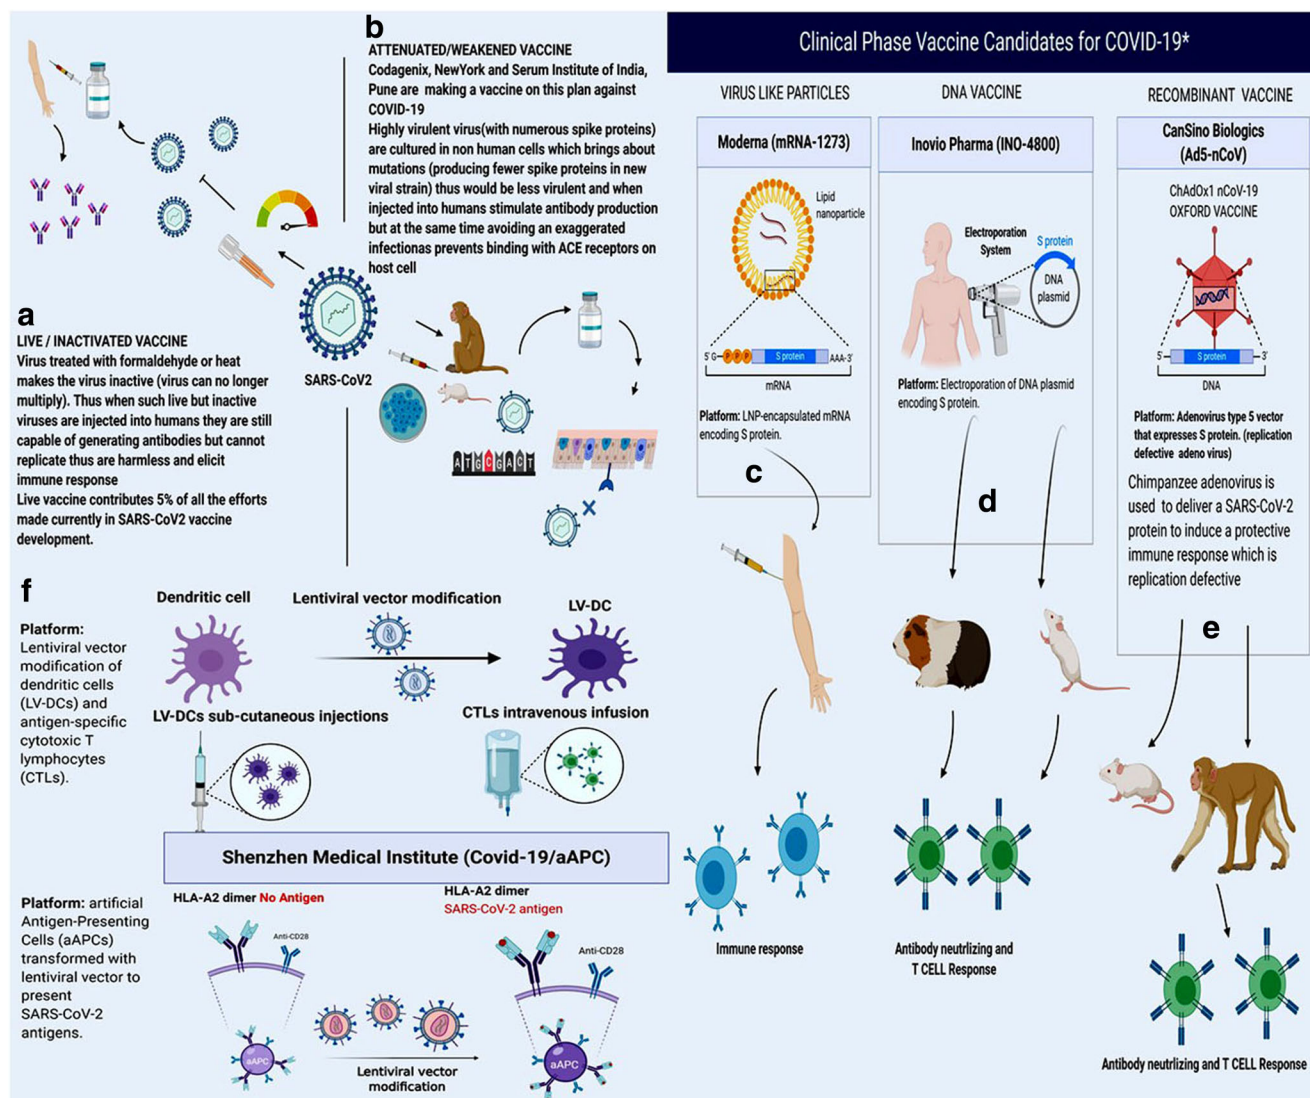 a
LIVE / INACTIVATED VACCINE
Virus treated with formaldehyde or heat
makes the virus inactive (virus can no longer
multiply). Thus when such live but inactive
viruses are injected into humans they are still
capable of generating antibodies but cannot
replicate thus are harmless and elicit
immune response
Live vaccine contributes 5% of all the efforts
made currently in SARS-CoV2 vaccine
development.
b
ATTENUATED/WEAKENED VACCINE
Codagenix, NewYork and Serum Institute of India,
Pune are making a vaccine on this plan against
COVID-19
Highly virulent virus(with numerous spike proteins)
are cultured in non human cells which brings about
mutations (producing fewer spike proteins in new
viral strain) thus would be less virulent and when
injected into humans stimulate antibody production
but at the same time avoiding an exaggerated
infectionas prevents binding with ACE receptors on
host cell
SARS-CoV2
A T G C G A C T
Clinical Phase Vaccine Candidates for COVID-19*
VIRUS LIKE PARTICLES
Moderna (mRNA-1273)
Lipid
nanoparticle
5' G P P P S protein AAA-3'
mRNA
Platform: LNP-encapsulated mRNA
encoding S protein.
c
Immune response
DNA VACCINE
Inovio Pharma (INO-4800)
Electroporation
System
S protein
DNA
plasmid
Platform: Electroporation of DNA plasmid
encoding S protein.
d
Antibody neutrlizing and
T CELL Response
RECOMBINANT VACCINE
CanSino Biologics
(Ad5-nCoV)
ChAdOx1 nCoV-19
OXFORD VACCINE
5'- S protein -3'
DNA
Platform: Adenovirus type 5 vector
that expresses S protein. (replication
defective adeno virus)
Chimpanzee adenovirus is
used to deliver a SARS-CoV-2
protein to induce a protective
immune response which is
replication defective
e
Antibody neutrlizing and T CELL Response
f
Platform:
Lentiviral vector
modification of
dendritic cells
(LV-DCs) and
antigen-specific
cytotoxic T
lymphocytes
(CTLs).
Dendritic cell
Lentiviral vector modification
LV-DC
LV-DCs sub-cutaneous injections
CTLs intravenous infusion
Shenzhen Medical Institute (Covid-19/aAPC)
Platform: artificial
Antigen-Presenting
Cells (aAPCs)
transformed with
lentiviral vector to
present
SARS-CoV-2
antigens.
HLA-A2 dimer No Antigen
Anti-CD28
aAPC
HLA-A2 dimer
SARS-CoV-2 antigen
Anti-CD28
aAPC
Lentiviral vector
modification